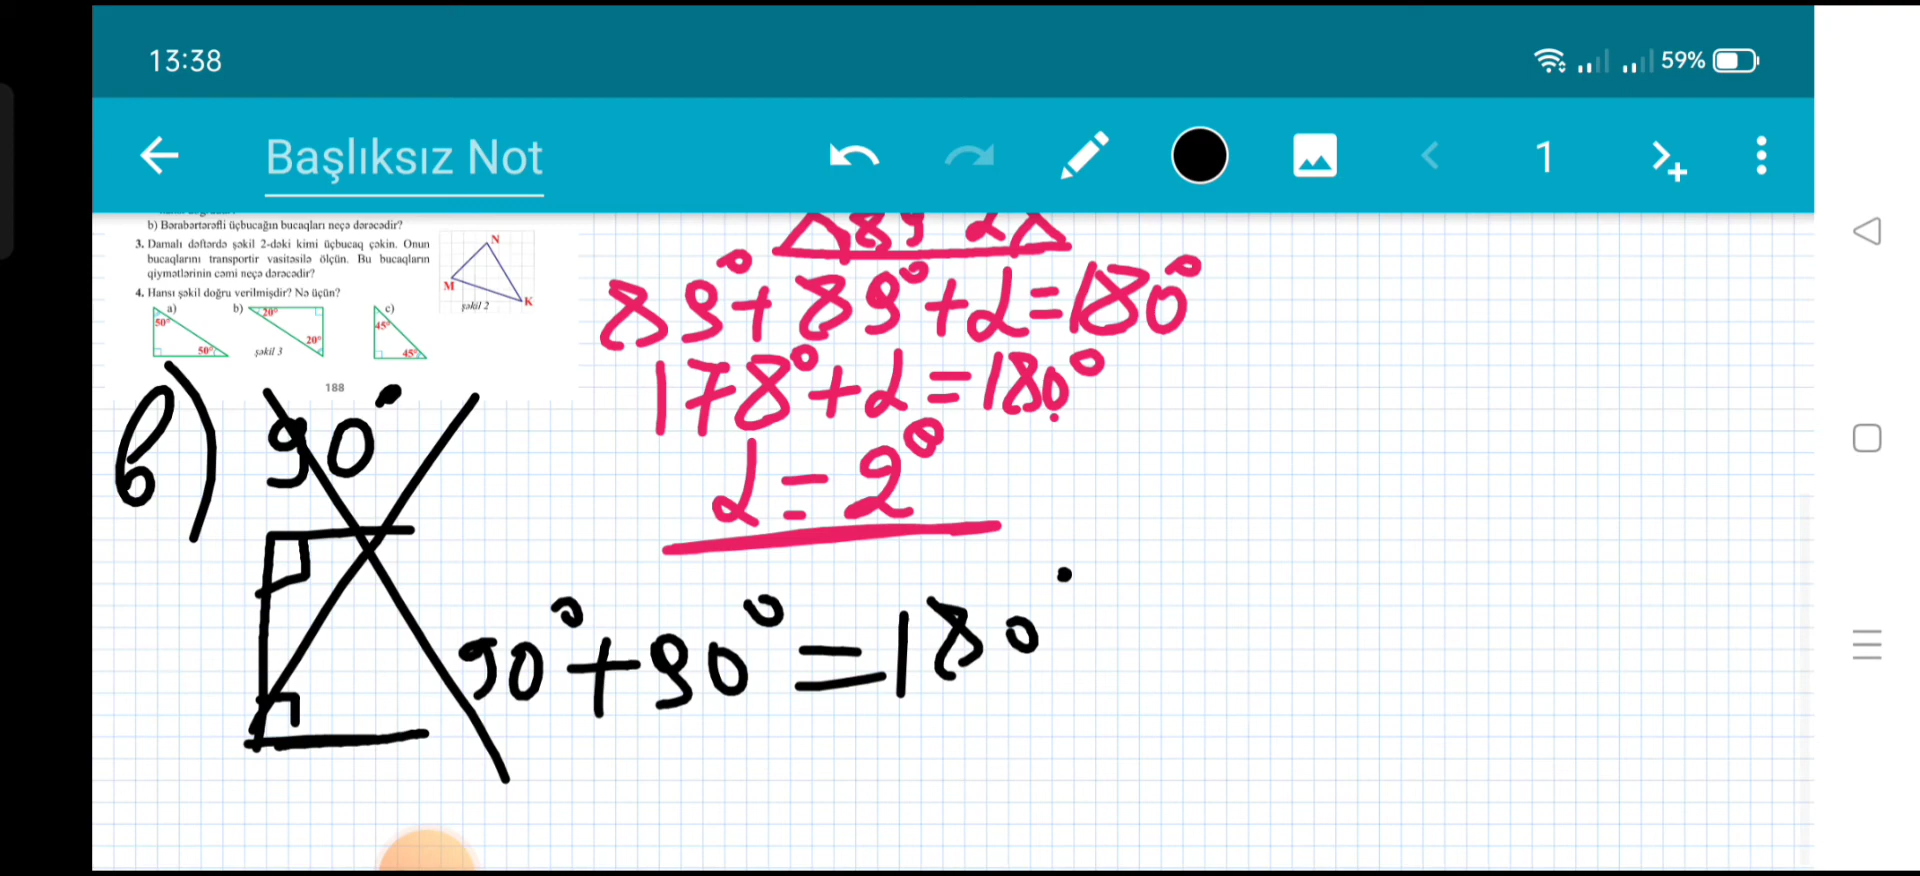 13:38
59%
Başlıksız Not
1
b) Bərabərtərəfli üçbucağın bucaqları neçə dərəcədir?
3. Damalı dəftərdə şəkil 2-dəki kimi üçbucaq çəkin. Onun
bucaqlarını transportir vasitəsilə ölçün. Bu bucaqların
qiymətlərinin cəmi neçə dərəcədir?
N
M
K
şəkil 2
4. Hansı şəkil doğru verilmişdir? Nə üçün?
a)
50°
50°
b)
20°
20°
şəkil 3
c)
45°
45°
188
89°+89°+α=180°
178°+α=180°
α=2°
в) 90°
90°+90°=180°